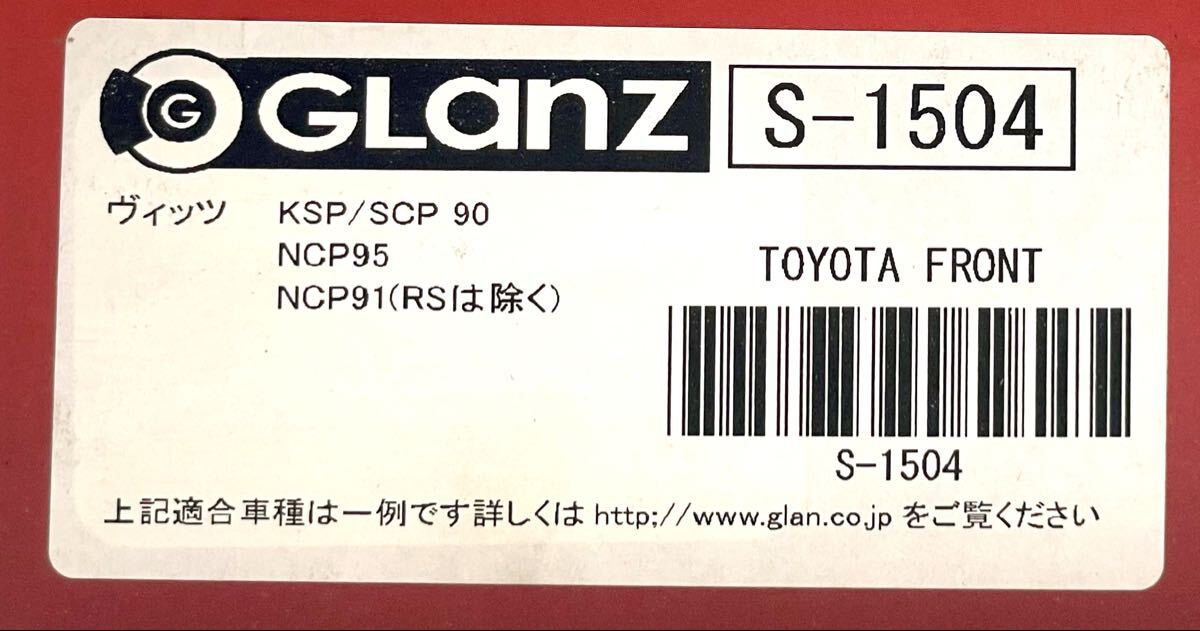 G GLanz
S-1504
ヴィッツ KSP/SCP 90
NCP95
NCP91(RSは除く)
TOYOTA FRONT
S-1504
上記適合車種は一例です詳しくは http;//www.glan.co.jp をご覧ください